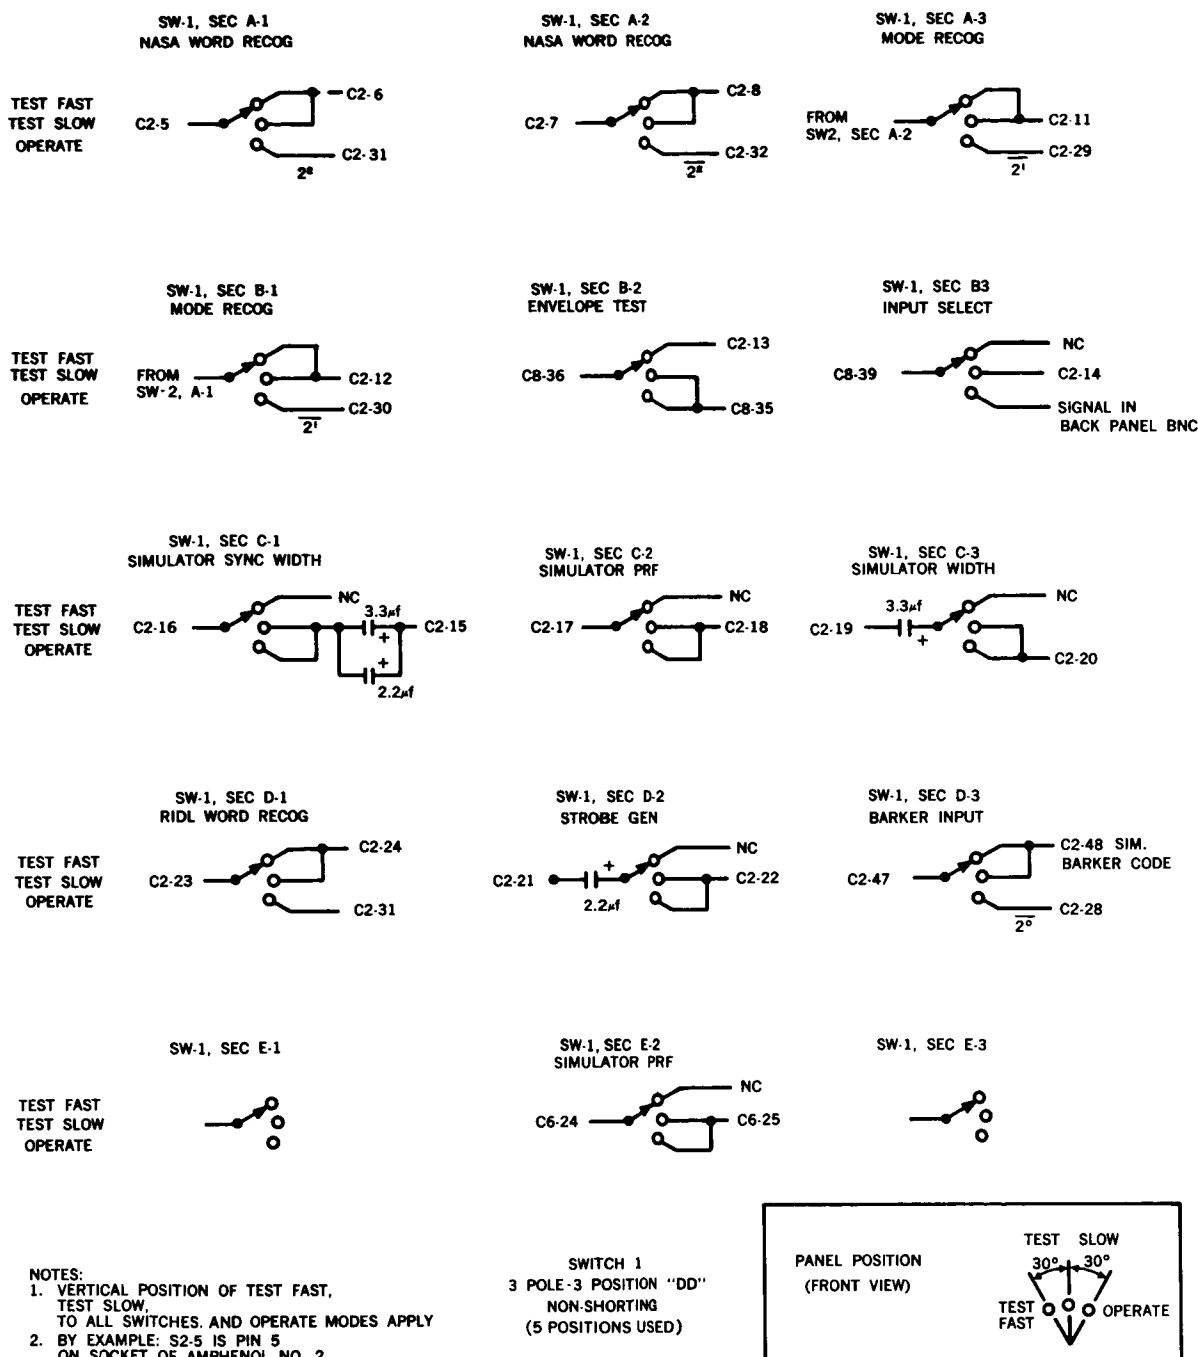 SW-1, SEC A-1
NASA WORD RECOG
SW-1, SEC A-2
NASA WORD RECOG
SW-1, SEC A-3
MODE RECOG
TEST FAST
TEST SLOW
OPERATE
C2-5
C2-6
C2-31
2²
C2-7
C2-8
C2-32
2²
FROM
SW2, SEC A-2
C2-11
C2-29
2¹
SW-1, SEC B-1
MODE RECOG
SW-1, SEC B-2
ENVELOPE TEST
SW-1, SEC B3
INPUT SELECT
TEST FAST
TEST SLOW
OPERATE
FROM
SW-2, A-1
C2-12
C2-30
2¹
C8-36
C2-13
C8-35
C8-39
NC
C2-14
SIGNAL IN
BACK PANEL BNC
SW-1, SEC C-1
SIMULATOR SYNC WIDTH
SW-1, SEC C-2
SIMULATOR PRF
SW-1, SEC C-3
SIMULATOR WIDTH
TEST FAST
TEST SLOW
OPERATE
C2-16
NC
3.3μf
+
C2-15
+
2.2μf
C2-17
NC
C2-18
C2-19
3.3μf
+
NC
C2-20
SW-1, SEC D-1
RIDL WORD RECOG
SW-1, SEC D-2
STROBE GEN
SW-1, SEC D-3
BARKER INPUT
TEST FAST
TEST SLOW
OPERATE
C2-23
C2-24
C2-31
C2-21
+
2.2μf
NC
C2-22
C2-47
C2-48 SIM.
BARKER CODE
C2-28
2⁰
SW-1, SEC E-1
SW-1, SEC E-2
SIMULATOR PRF
SW-1, SEC E-3
TEST FAST
TEST SLOW
OPERATE
C6-24
NC
C6-25
NOTES:
1. VERTICAL POSITION OF TEST FAST,
TEST SLOW,
TO ALL SWITCHES. AND OPERATE MODES APPLY
2. BY EXAMPLE: S2-5 IS PIN 5
ON SOCKET OF AMPHENOL NO. 2
SWITCH 1
3 POLE-3 POSITION "DD"
NON-SHORTING
(5 POSITIONS USED)
PANEL POSITION
(FRONT VIEW)
TEST SLOW
30° 30°
TEST
FAST
OPERATE